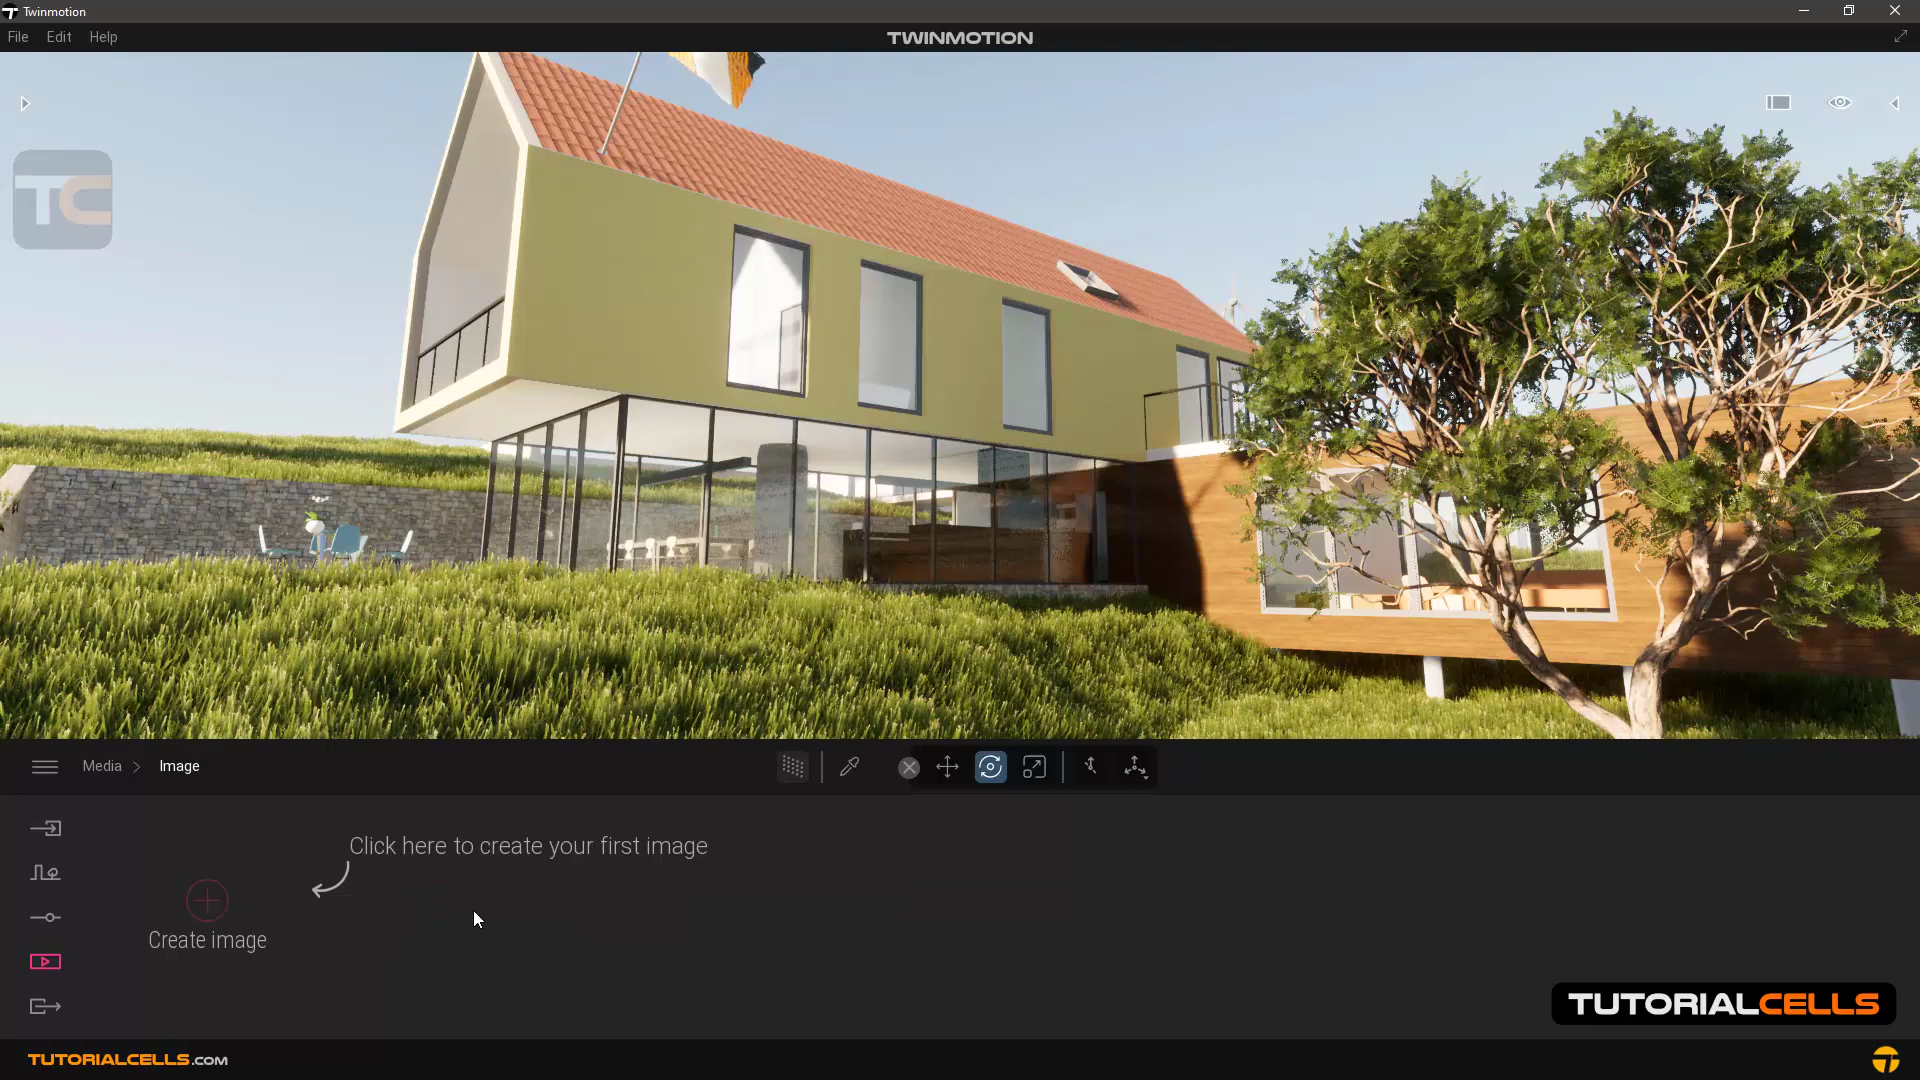 Twinmotion
File Edit Help
TWINMOTION
TC
Media Image
Click here to create your first image
Create image
TUTORIALCELLS
TUTORIALCELLS.COM